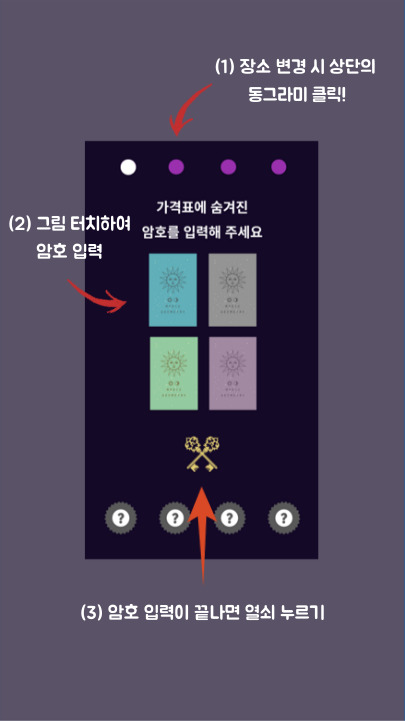 (1) 장소 변경 시 상단의
동그라미 클릭!
가격표에 숨겨진
(2) 그림 터치하여
암호를 입력해 주세요
암호 입력
?
?
?
?
(3) 암호 입력이 끝나면 열쇠 누르기